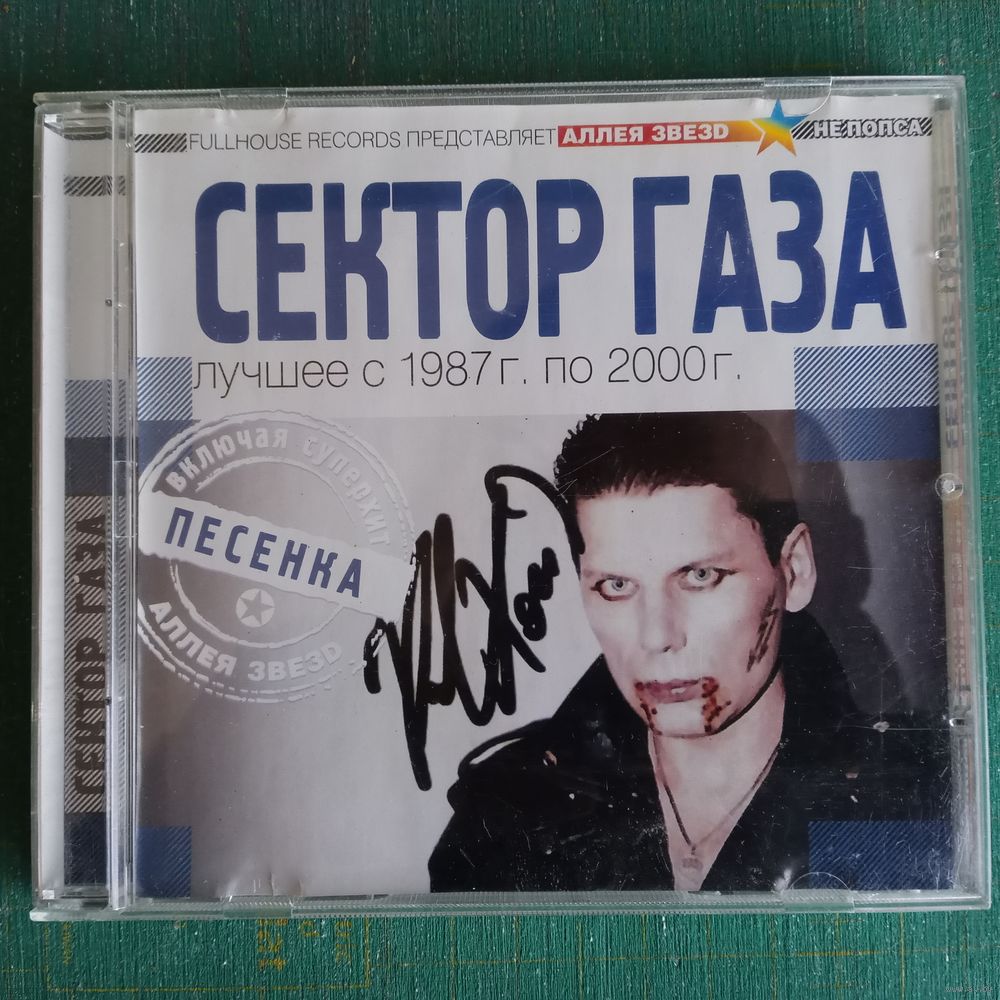 FULLHOUSE RECORDS ПРЕДСТАВЛЯЕТ АЛЛЕЯ ЗВЕЗD НЕ ПОПСА
СЕКТОР ГАЗА
лучшее с 1987 г. по 2000 г.
включая суперхит
ПЕСЕНКА
АЛЛЕЯ ЗВЕЗD
СЕКТОР ГАЗА